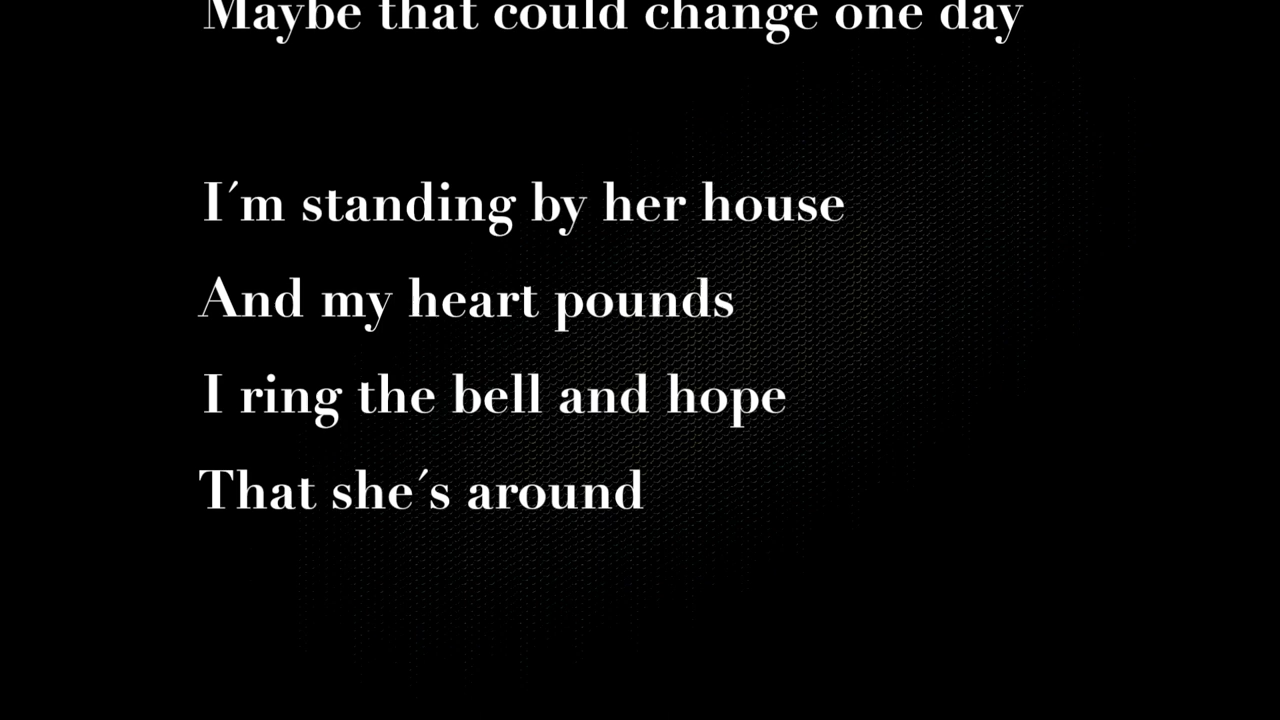 Maybe that could change one day
I´m standing by her house
And my heart pounds
I ring the bell and hope
That she´s around